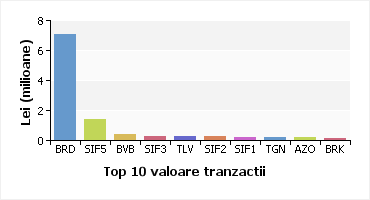 Lei (milioane)
8
6
4
2
0
BRD SIF5 BVB SIF3 TLV SIF2 SIF1 TGN AZO BRK
Top 10 valoare tranzactii